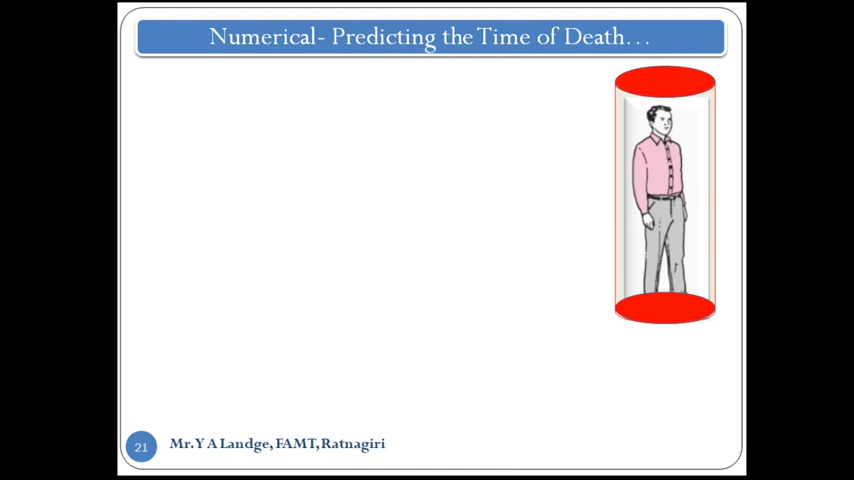 Numerical- Predicting the Time of Death...
21
Mr.Y A Landge, FAMT, Ratnagiri